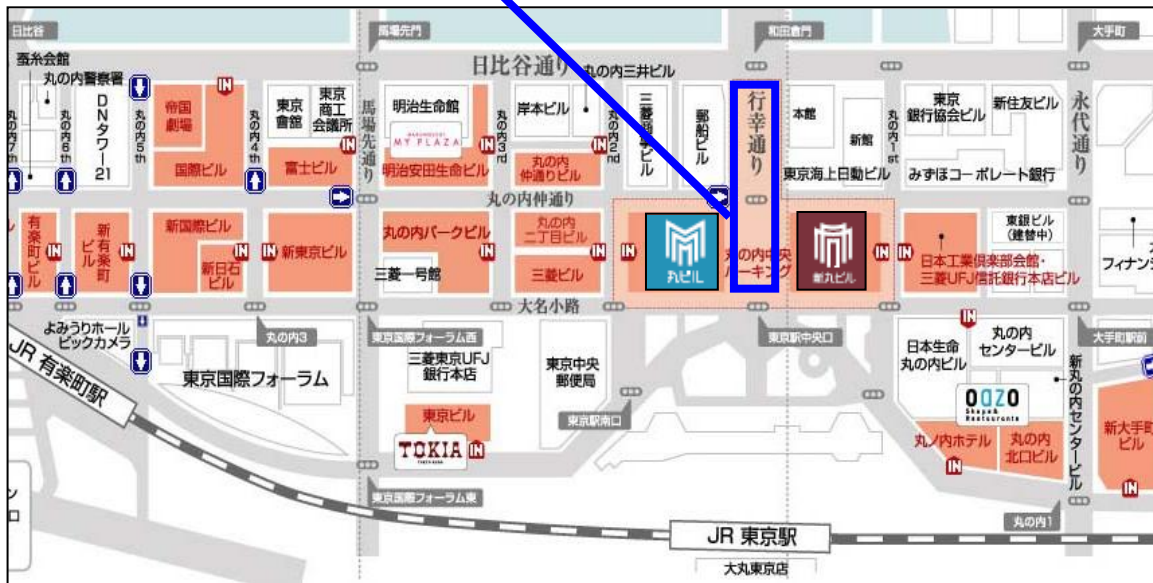 日比谷
馬場先門
和田倉門
大手町
蚕糸会館
丸の内警察署
日比谷通り
丸の内三井ビル
丸の内7th
丸の内6th
DNタワー21
丸の内5th
帝国
劇場
国際ビル
IN
丸の内4th
東京
會館
東京
商工
会議所
IN
富士ビル
馬場先通り
明治生命館
MY PLAZA
明治安田生命ビル
IN
丸の内3rd
岸本ビル
丸の内
仲通りビル
IN
丸の内2nd
郵船ビル
行幸通り
本館
新館
東京海上日動ビル
丸の内1st
東京
銀行協会ビル
新住友ビル
みずほコーポレート銀行
永代通り
丸の内仲通り
有楽町ビル
IN
新有楽町
ビル
IN
新国際ビル
新日石
ビル
IN
IN
新東京ビル
丸の内パークビル
三菱一号館
IN
丸の内
二丁目ビル
三菱ビル
IN
IN
丸ビル
丸の内中央
パーキング
新丸ビル
IN
IN
日本工業倶楽部会館・
三菱UFJ信託銀行本店ビル
東銀ビル
(建替中)
フィナン
大名小路
よみうりホール
ビックカメラ
丸の内3
東京国際フォーラム西
東京新中央口
大手町駅前
JR 有楽町駅
東京国際フォーラム
三菱東京UFJ
銀行本店
東京中央
郵便局
IN
日本生命
丸の内ビル
丸の内
センタービル
新丸の内センタービル
東京ビル
TOKIA
IN
東京駅南口
OAZO
Shops&
Restaurants
丸ノ内ホテル
IN
丸の内
北口ビル
新大手町
ビル
IN
東京国際フォーラム東
丸の内1
JR 東京駅
大丸東京店